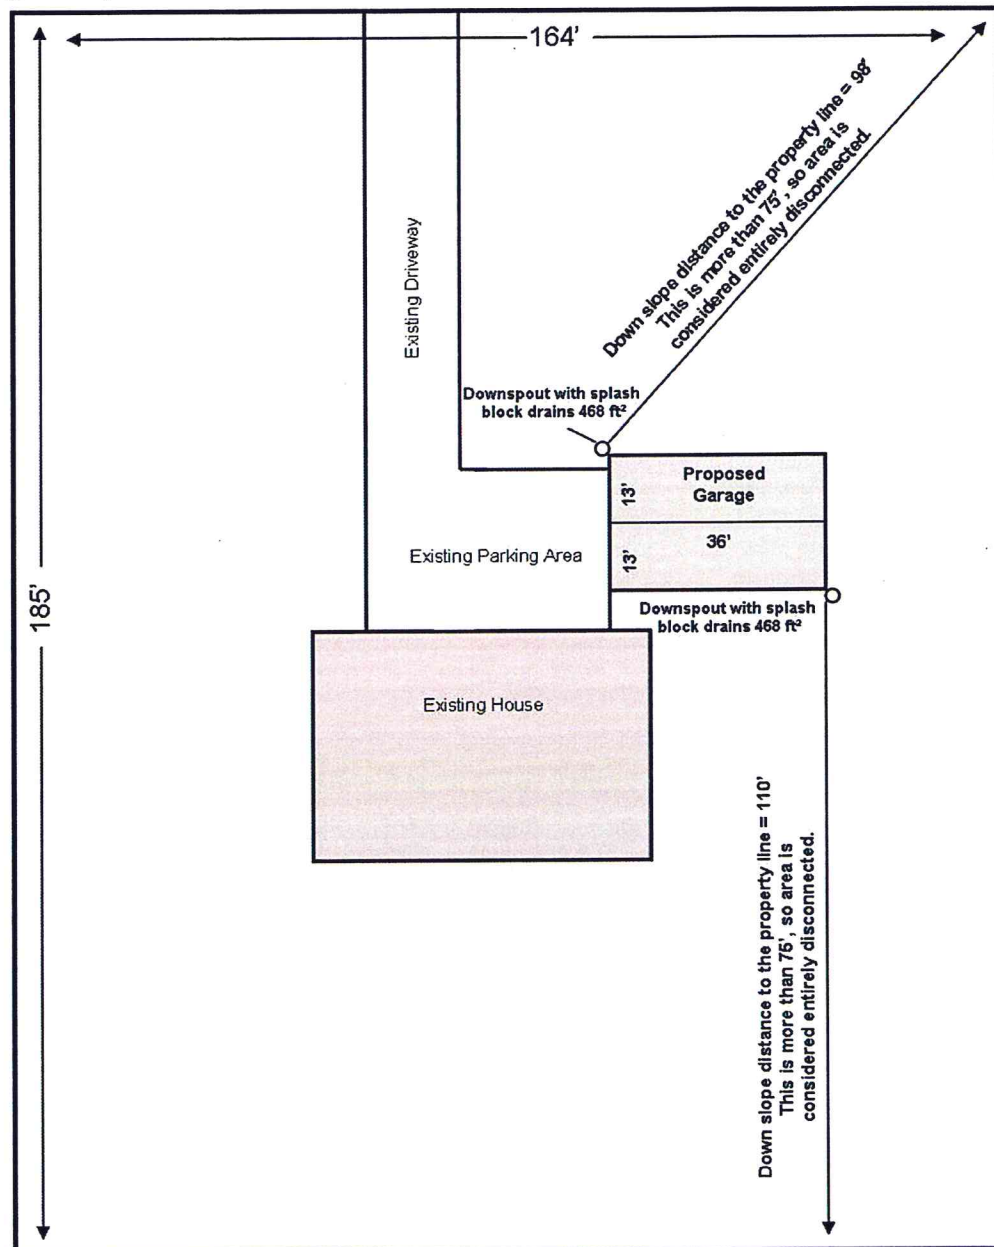 164'
185'
Down slope distance to the property line = 98'
This is more than 75', so area is
considered entirely disconnected.
Existing Driveway
Downspout with splash
block drains 468 ft²
Proposed
Garage
13'
36'
13'
Existing Parking Area
Downspout with splash
block drains 468 ft²
Existing House
Down slope distance to the property line = 110'
This is more than 75', so area is
considered entirely disconnected.